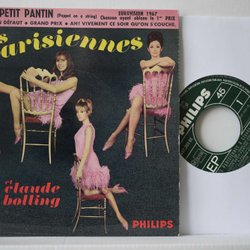 PETIT PANTIN (Puppet on a string) EUROVISION 1967 Chanson ayant obtenu le 1er PRIX
DÉFAUT • GRAND PRIX • AH! VIVEMENT CE SOIR QU'ON S'COUCHE.
s parisiennes
et claude
bolling
PHILIPS
PHILIPS
45
EP